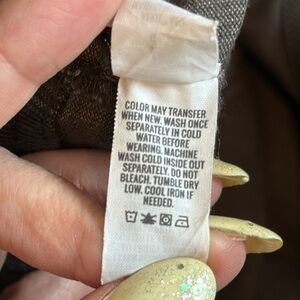 COLOR MAY TRANSFER
WHEN NEW. WASH ONCE
SEPARATELY IN COLD
WATER BEFORE
WEARING. MACHINE
WASH COLD INSIDE OUT
SEPARATELY. DO NOT
BLEACH. TUMBLE DRY
LOW. COOL IRON IF
NEEDED.